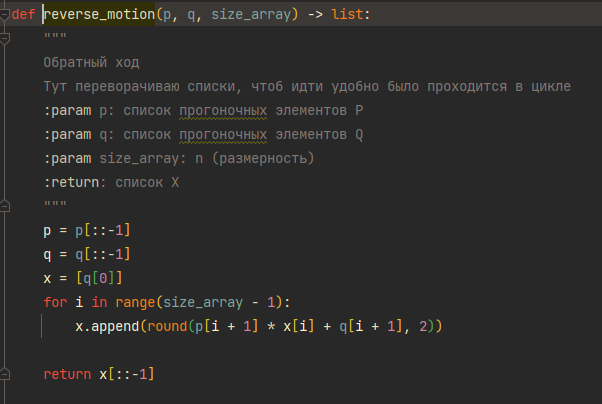 def reverse_motion(p, q, size_array) -> list:
"""
Обратный ход
Тут переворачиваю списки, чтоб идти удобно было проходится в цикле
:param p: список прогоночных элементов P
:param q: список прогоночных элементов Q
:param size_array: n (размерность)
:return: список X
"""
p = p[::-1]
q = q[::-1]
x = [q[0]]
for i in range(size_array - 1):
x.append(round(p[i + 1] * x[i] + q[i + 1], 2))
return x[::-1]